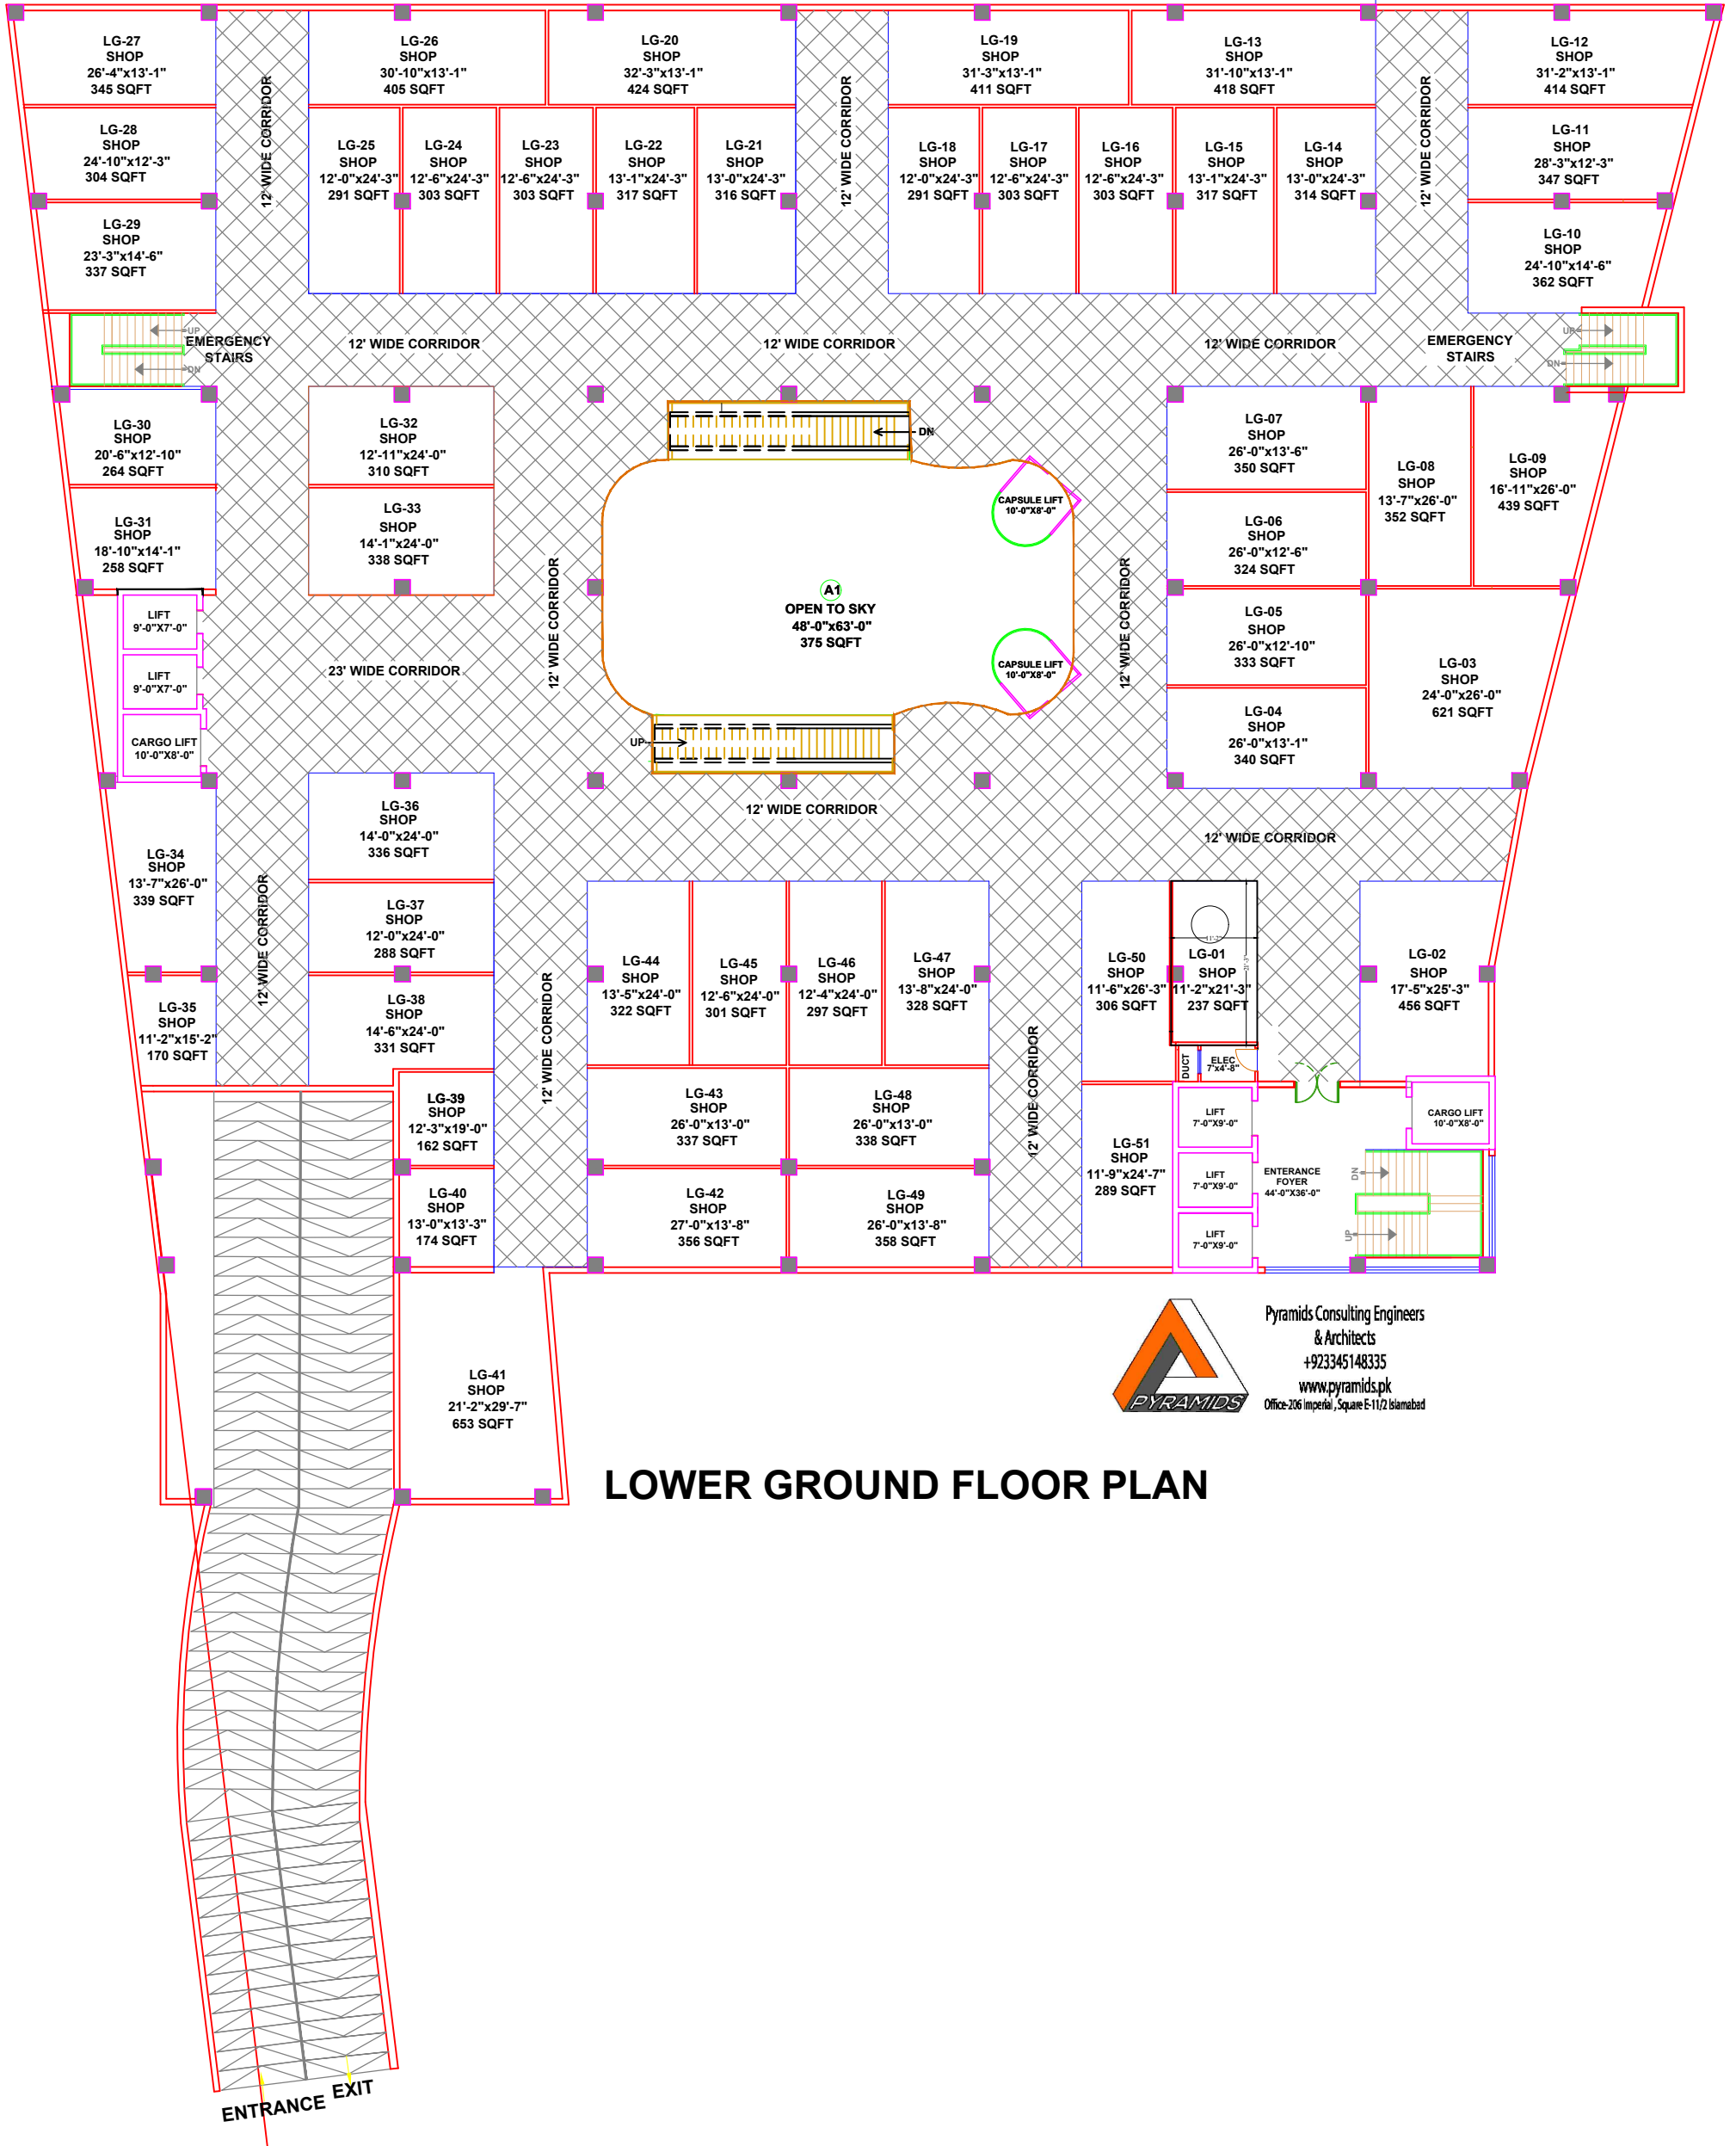 LG-27
SHOP
26'-4"x13'-1"
345 SQFT
12' WIDE CORRIDOR
LG-26
SHOP
30'-10"x13'-1"
405 SQFT
LG-20
SHOP
32'-3"x13'-1"
424 SQFT
12' WIDE CORRIDOR
LG-19
SHOP
31'-3"x13'-1"
411 SQFT
LG-13
SHOP
31'-10"x13'-1"
418 SQFT
12' WIDE CORRIDOR
LG-12
SHOP
31'-2"x13'-1"
414 SQFT
LG-28
SHOP
24'-10"x12'-3"
304 SQFT
LG-25
SHOP
12'-0"x24'-3"
291 SQFT
LG-24
SHOP
12'-6"x24'-3"
303 SQFT
LG-23
SHOP
12'-6"x24'-3"
303 SQFT
LG-22
SHOP
13'-1"x24'-3"
317 SQFT
LG-21
SHOP
13'-0"x24'-3"
316 SQFT
LG-18
SHOP
12'-0"x24'-3"
291 SQFT
LG-17
SHOP
12'-6"x24'-3"
303 SQFT
LG-16
SHOP
12'-6"x24'-3"
303 SQFT
LG-15
SHOP
13'-1"x24'-3"
317 SQFT
LG-14
SHOP
13'-0"x24'-3"
314 SQFT
LG-11
SHOP
28'-3"x12'-3"
347 SQFT
LG-29
SHOP
23'-3"x14'-6"
337 SQFT
LG-10
SHOP
24'-10"x14'-6"
362 SQFT
UP
DN
EMERGENCY
STAIRS
12' WIDE CORRIDOR
12' WIDE CORRIDOR
12' WIDE CORRIDOR
EMERGENCY
STAIRS
UP
DN
LG-30
SHOP
20'-6"x12'-10"
264 SQFT
LG-32
SHOP
12'-11"x24'-0"
310 SQFT
DN
LG-07
SHOP
26'-0"x13'-6"
350 SQFT
LG-08
SHOP
13'-7"x26'-0"
352 SQFT
LG-09
SHOP
16'-11"x26'-0"
439 SQFT
LG-31
SHOP
18'-10"x14'-1"
258 SQFT
LG-33
SHOP
14'-1"x24'-0"
338 SQFT
CAPSULE LIFT
10'-0"X8'-0"
LG-06
SHOP
26'-0"x12'-6"
324 SQFT
12' WIDE CORRIDOR
A1
OPEN TO SKY
48'-0"x63'-0"
375 SQFT
12' WIDE CORRIDOR
LIFT
9'-0"X7'-0"
LIFT
9'-0"X7'-0"
CARGO LIFT
10'-0"X8'-0"
23' WIDE CORRIDOR
CAPSULE LIFT
10'-0"X8'-0"
LG-05
SHOP
26'-0"x12'-10"
333 SQFT
LG-03
SHOP
24'-0"x26'-0"
621 SQFT
LG-04
SHOP
26'-0"x13'-1"
340 SQFT
UP
12' WIDE CORRIDOR
12' WIDE CORRIDOR
LG-34
SHOP
13'-7"x26'-0"
339 SQFT
12' WIDE CORRIDOR
LG-36
SHOP
14'-0"x24'-0"
336 SQFT
LG-37
SHOP
12'-0"x24'-0"
288 SQFT
LG-44
SHOP
13'-5"x24'-0"
322 SQFT
LG-45
SHOP
12'-6"x24'-0"
301 SQFT
LG-46
SHOP
12'-4"x24'-0"
297 SQFT
LG-47
SHOP
13'-8"x24'-0"
328 SQFT
LG-50
SHOP
11'-6"x26'-3"
306 SQFT
11'-2"
21'-3"
LG-01
SHOP
11'-2"x21'-3"
237 SQFT
LG-02
SHOP
17'-5"x25'-3"
456 SQFT
LG-35
SHOP
11'-2"x15'-2"
170 SQFT
LG-38
SHOP
14'-6"x24'-0"
331 SQFT
12' WIDE CORRIDOR
12' WIDE CORRIDOR
DUCT
ELEC
7'x4'-8"
LG-39
SHOP
12'-3"x19'-0"
162 SQFT
LG-43
SHOP
26'-0"x13'-0"
337 SQFT
LG-48
SHOP
26'-0"x13'-0"
338 SQFT
LG-51
SHOP
11'-9"x24'-7"
289 SQFT
LIFT
7'-0"X9'-0"
LIFT
7'-0"X9'-0"
LIFT
7'-0"X9'-0"
ENTERANCE
FOYER
44'-0"X36'-0"
CARGO LIFT
10'-0"X8'-0"
DN
UP
LG-40
SHOP
13'-0"x13'-3"
174 SQFT
LG-42
SHOP
27'-0"x13'-8"
356 SQFT
LG-49
SHOP
26'-0"x13'-8"
358 SQFT
LG-41
SHOP
21'-2"x29'-7"
653 SQFT
PYRAMIDS
Pyramids Consulting Engineers
& Architects
+923345148335
www.pyramids.pk
Office-206 Imperial, Square E-11/2 Islamabad
LOWER GROUND FLOOR PLAN
ENTRANCE EXIT